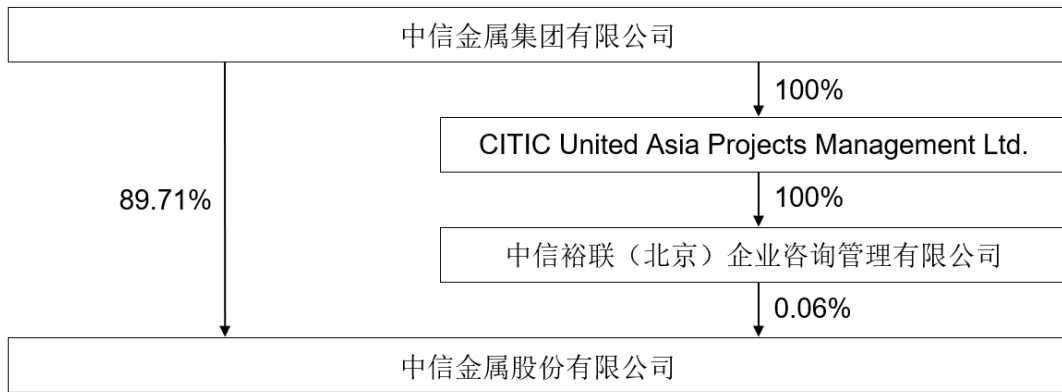 中信金属集团有限公司
100%
CITIC United Asia Projects Management Ltd.
89.71%
100%
中信裕联（北京）企业咨询管理有限公司
0.06%
中信金属股份有限公司